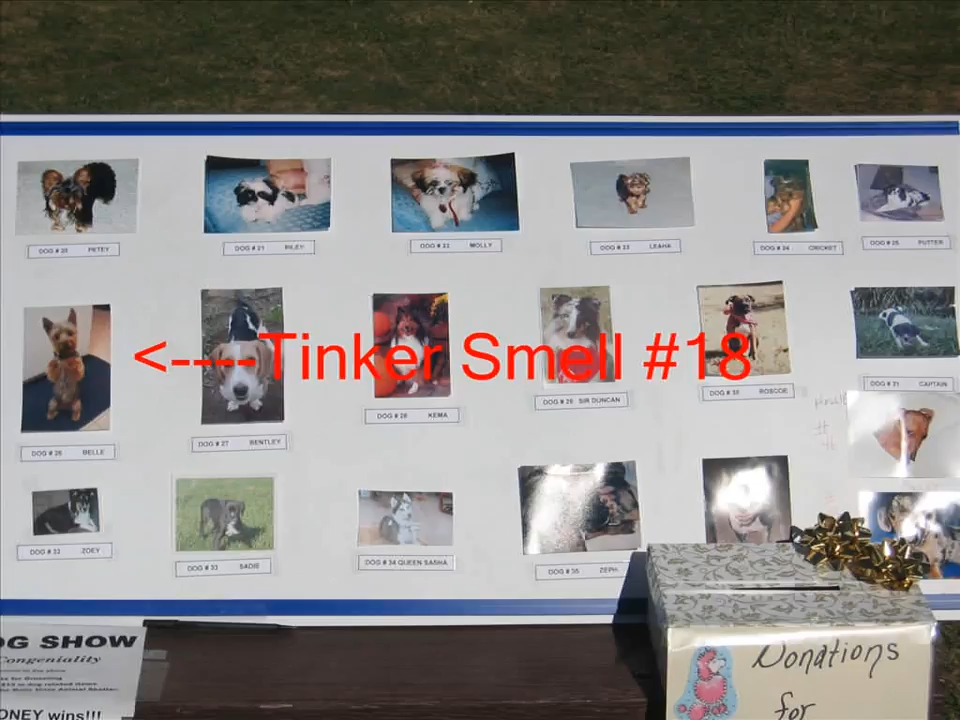 DOG # 20 PETEY
DOG # 21 RILEY
DOG # 22 MOLLY
DOG # 23 LEAHA
DOG # 24 CRICKET
DOG # 25 PUTTER
<----Tinker Smell #18
DOG # 26 BELLE
DOG # 27 BENTLEY
DOG # 28 KEMA
DOG # 29 SIR DUNCAN
DOG # 30 ROSCOE
DOG # 31 CAPTAIN
DOG # 32 ZOEY
DOG # 33 SADIE
DOG # 34 QUEEN SASHA
DOG # 35 ZEPH
OG SHOW
Congeniality
ONEY wins!!!
Donations
for